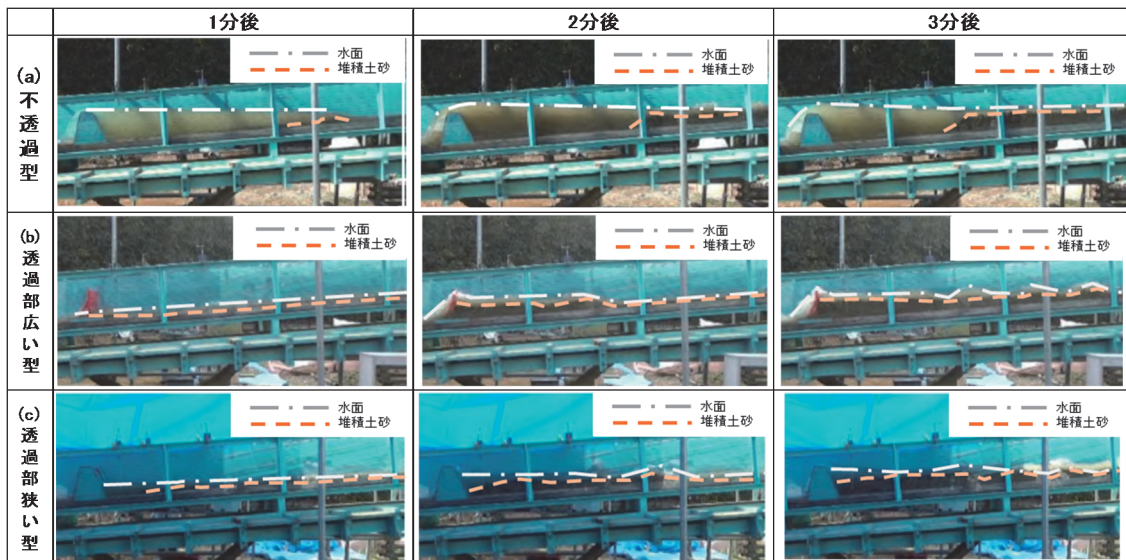 1分後
2分後
3分後
(a)不透過型
水面
堆積土砂
水面
堆積土砂
水面
堆積土砂
(b)透過部広い型
水面
堆積土砂
水面
堆積土砂
水面
堆積土砂
(c)透過部狭い型
水面
堆積土砂
水面
堆積土砂
水面
堆積土砂